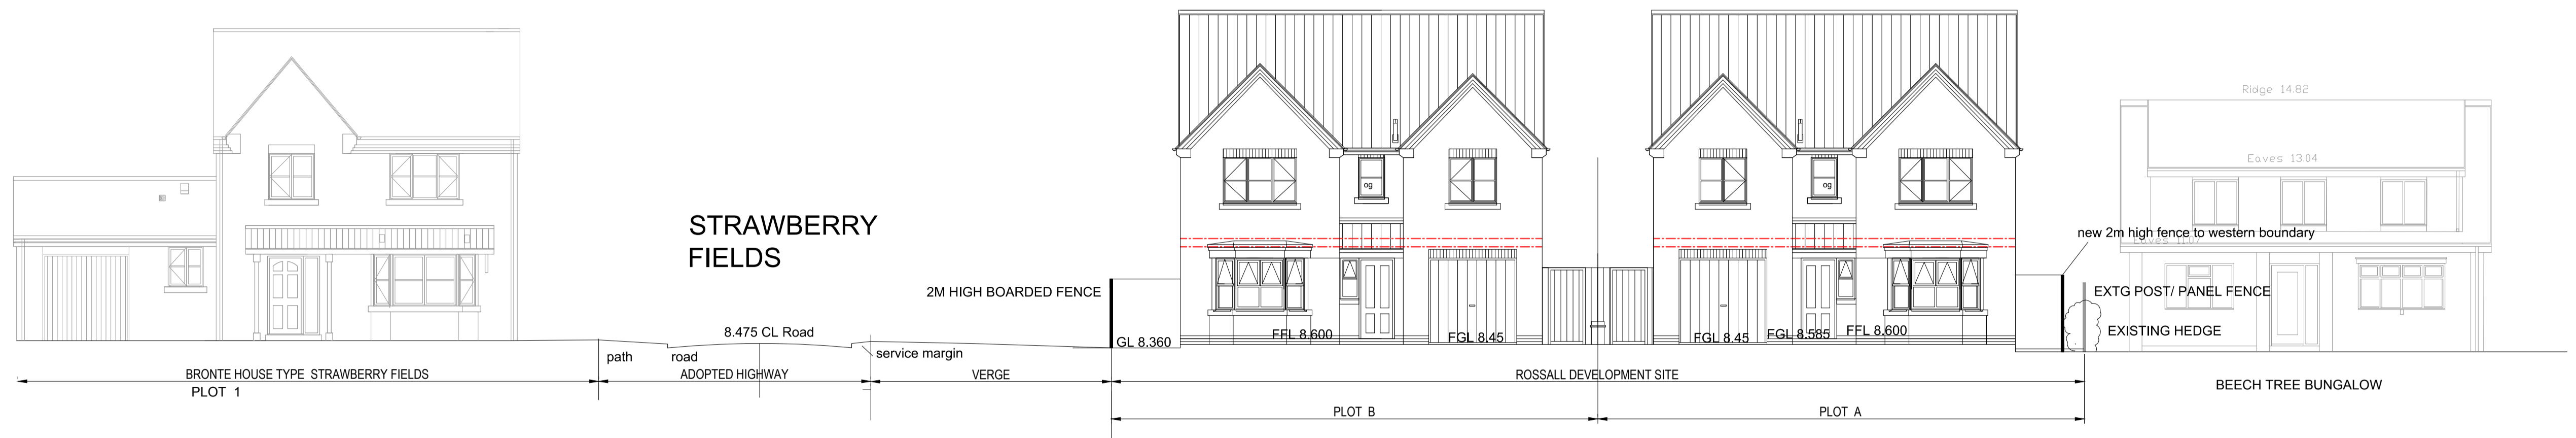 Ridge 14.82
Eaves 13.04
og
og
STRAWBERRY
FIELDS
new 2m high fence to western boundary
Eaves 11.07
2M HIGH BOARDED FENCE
EXTG POST/ PANEL FENCE
8.475 CL Road
FFL 8.600
FGL 8.45
FGL 8.45
FGL 8.585
FFL 8.600
EXISTING HEDGE
GL 8.360
path
road
service margin
BRONTE HOUSE TYPE STRAWBERRY FIELDS
ADOPTED HIGHWAY
VERGE
ROSSALL DEVELOPMENT SITE
BEECH TREE BUNGALOW
PLOT 1
PLOT B
PLOT A